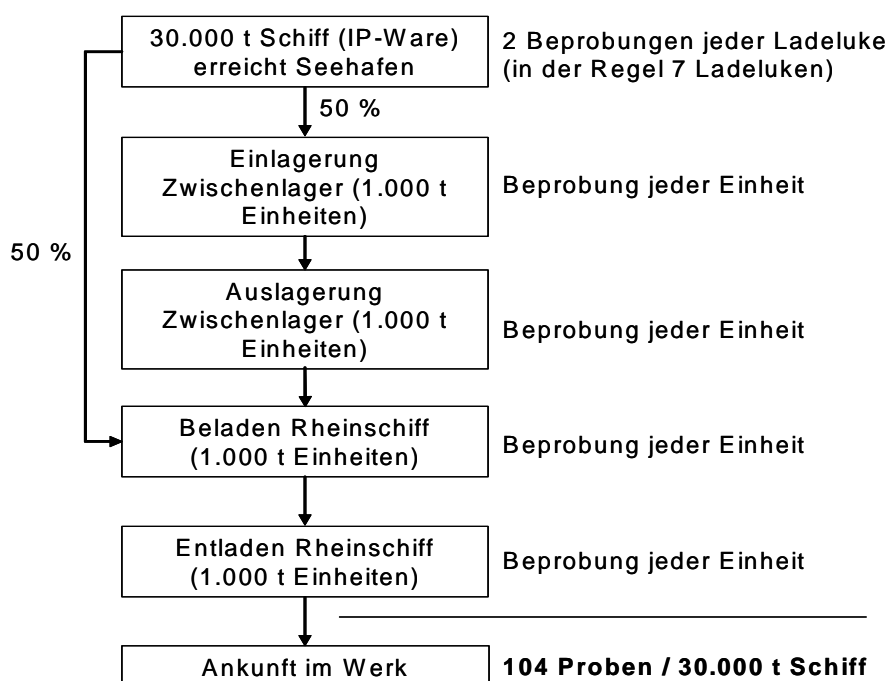 30.000 t Schiff (IP-Ware)
erreicht Seehafen
2 Beprobungen jeder Ladeluke
(in der Regel 7 Ladeluken)
50 %
Einlagerung
Zwischenlager (1.000 t
Einheiten)
Beprobung jeder Einheit
50 %
Auslagerung
Zwischenlager (1.000 t
Einheiten)
Beprobung jeder Einheit
Beladen Rheinschiff
(1.000 t Einheiten)
Beprobung jeder Einheit
Entladen Rheinschiff
(1.000 t Einheiten)
Beprobung jeder Einheit
Ankunft im Werk
104 Proben / 30.000 t Schiff